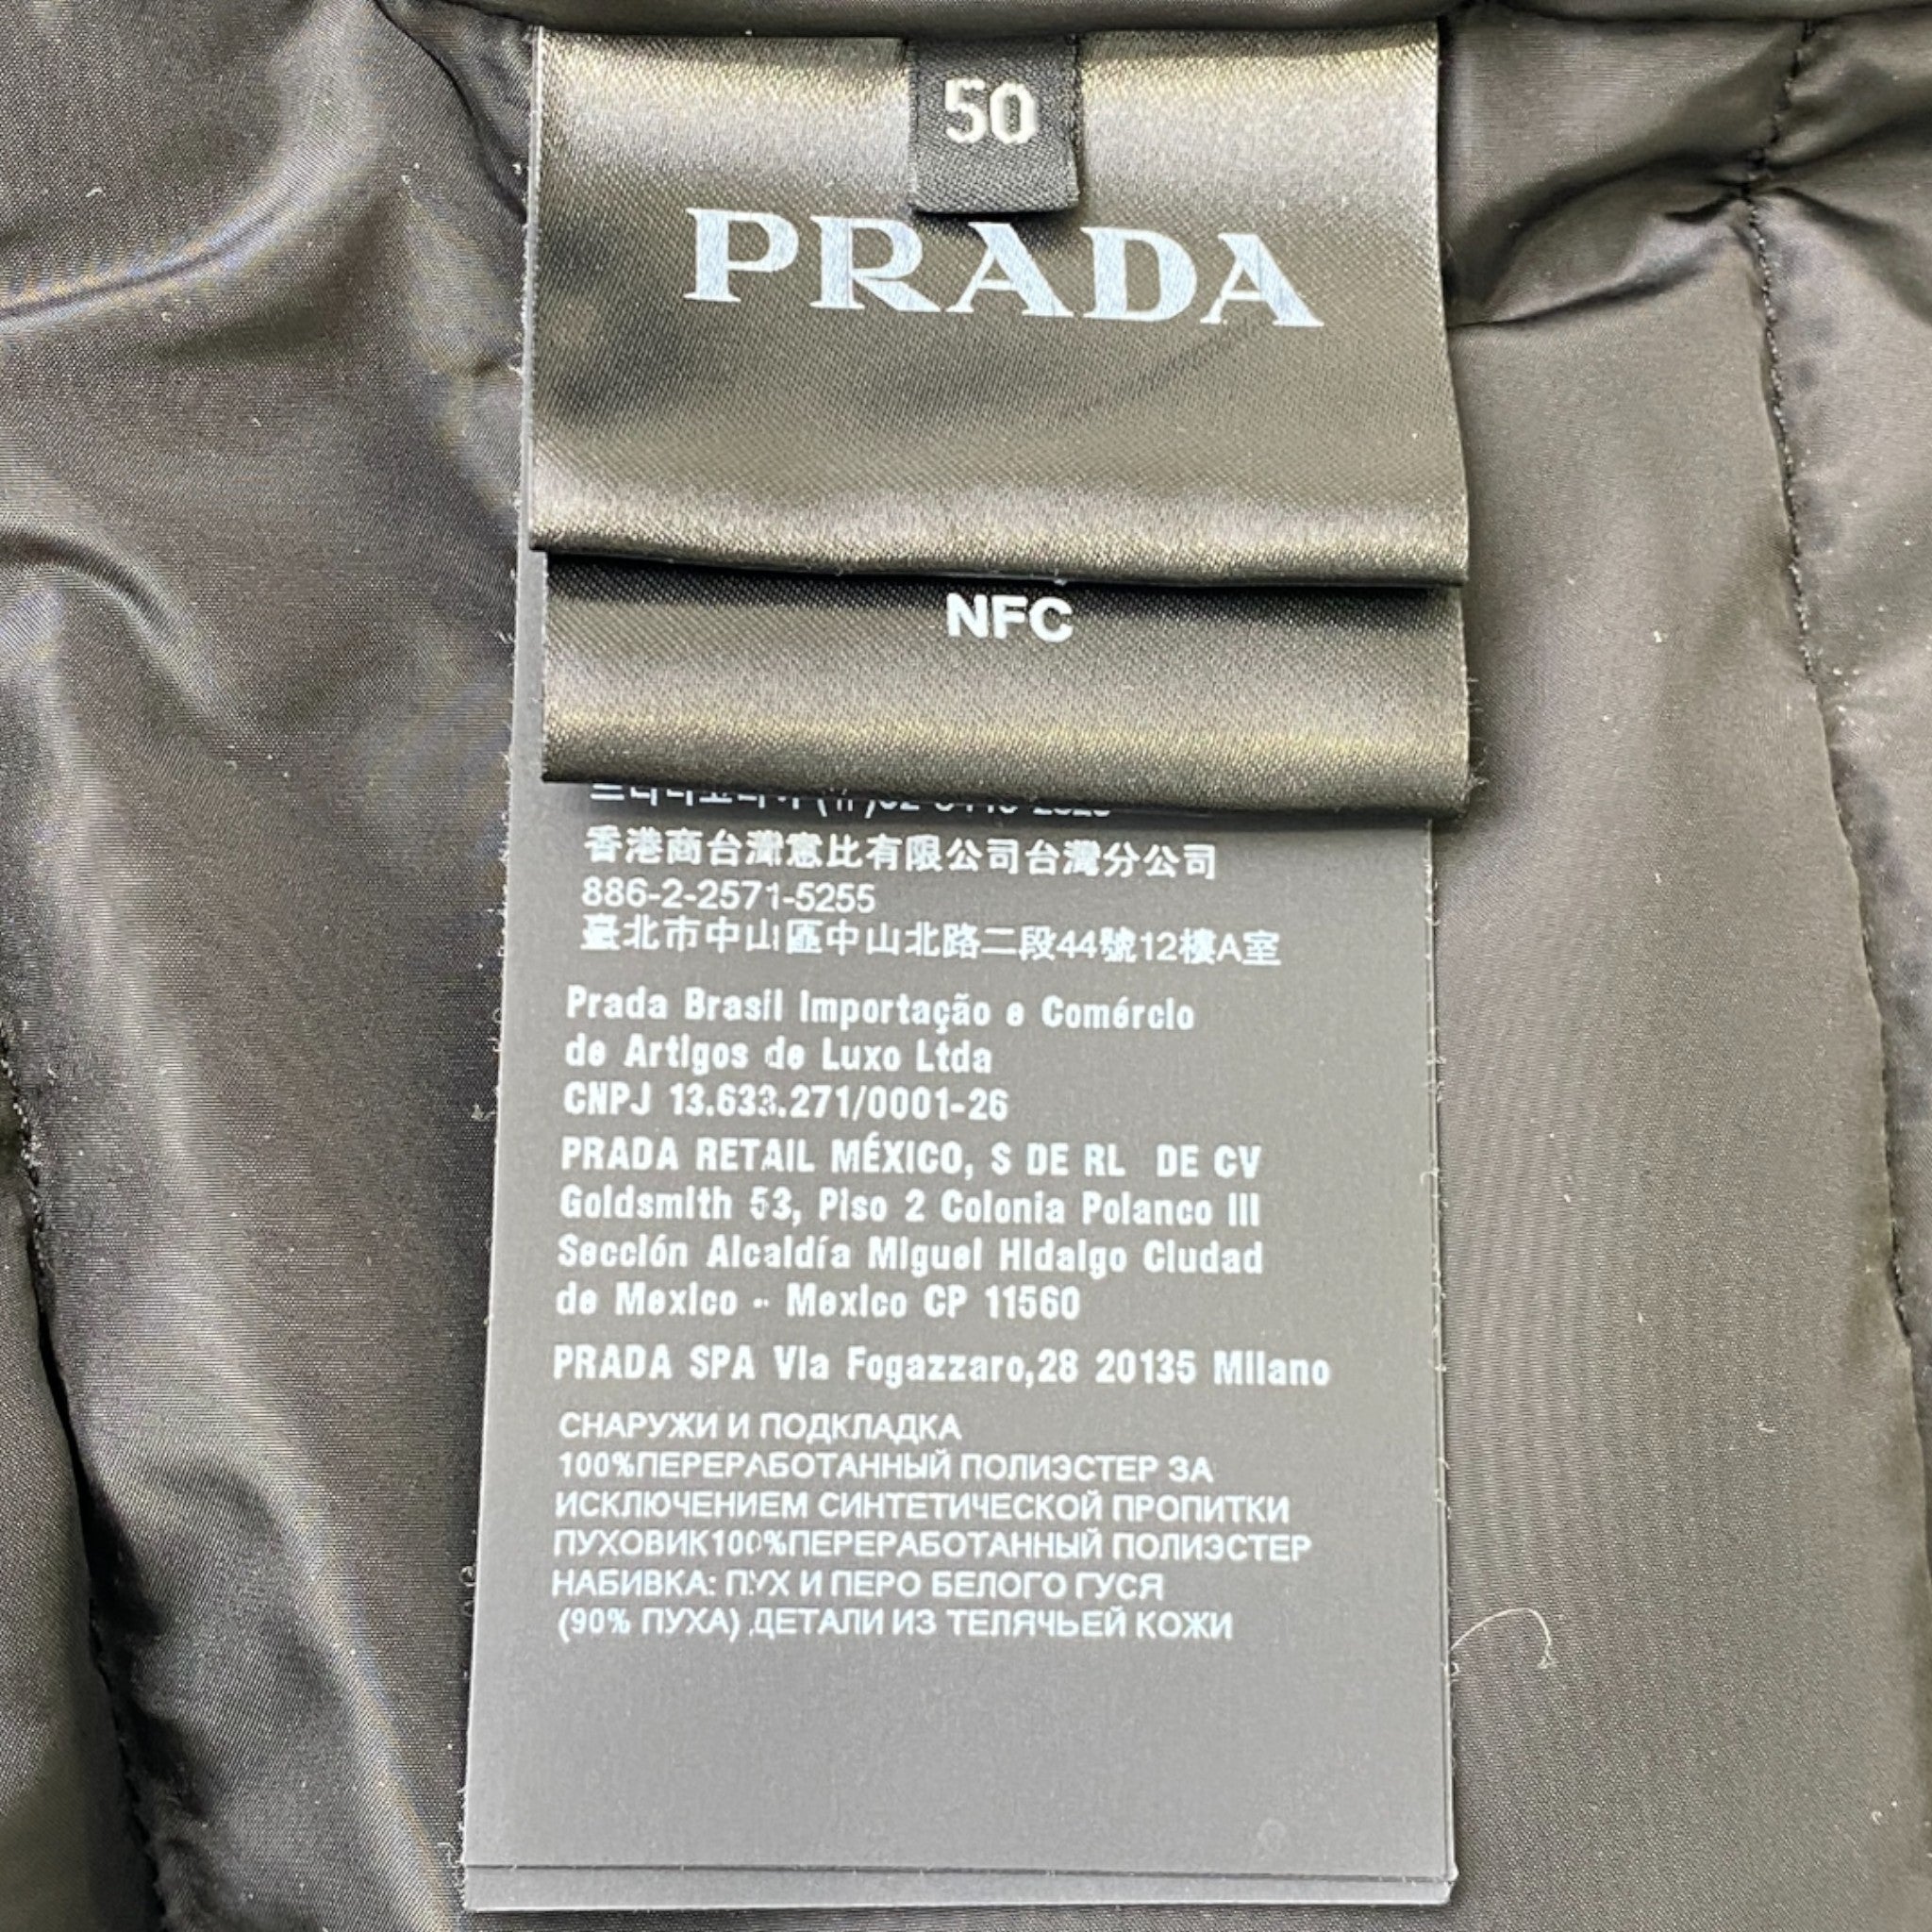 50
PRADA
NFC
香港商台灣憲比有限公司台灣分公司
886-2-2571-5255
臺北市中山區中山北路二段44號12樓A室
Prada Brasil Importação e Comércio
de Artigos de Luxo Ltda
CNPJ 13.633.271/0001-26
PRADA RETAIL MÉXICO, S DE RL DE CV
Goldsmith 53, Piso 2 Colonia Polanco III
Sección Alcaldía Miguel Hidalgo Ciudad
de Mexico - Mexico CP 11560
PRADA SPA Via Fogazzaro,28 20135 Milano
СНАРУЖИ И ПОДКЛАДКА
100%ПЕРЕРАБОТАННЫЙ ПОЛИЭСТЕР ЗА
ИСКЛЮЧЕНИЕМ СИНТЕТИЧЕСКОЙ ПРОПИТКИ
ПУХОВИК100%ПЕРЕРАБОТАННЫЙ ПОЛИЭСТЕР
НАБИВКА: ПУХ И ПЕРО БЕЛОГО ГУСЯ
(90% ПУХА) ДЕТАЛИ ИЗ ТЕЛЯЧЬЕЙ КОЖИ